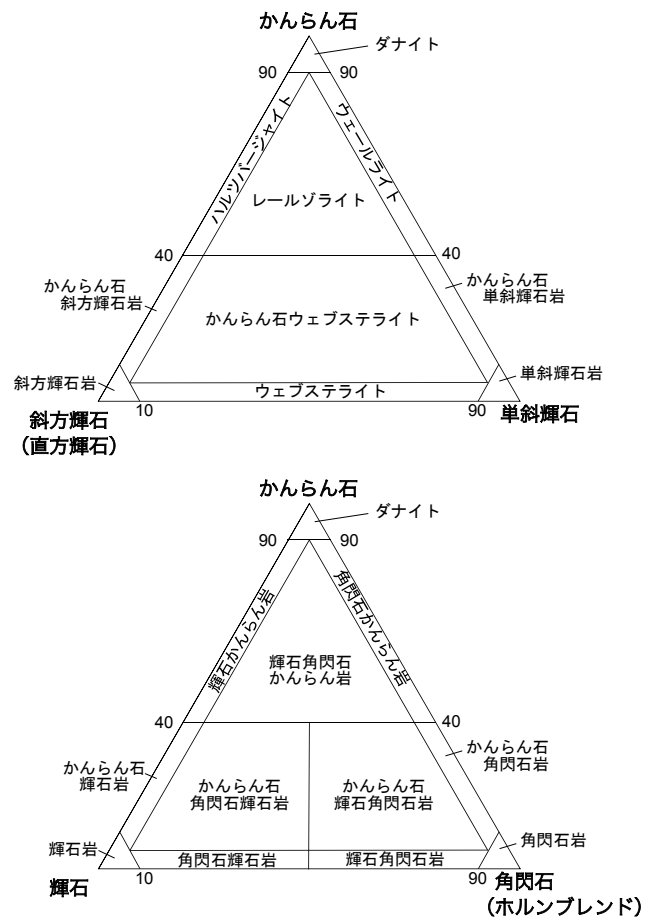 かんらん石
ダナイト
90
90
ハルツバージャイト
ウェールライト
レールゾライト
40
40
かんらん石
斜方輝石岩
かんらん石
単斜輝石岩
かんらん石ウェブステライト
斜方輝石岩
単斜輝石岩
ウェブステライト
10
90
斜方輝石
（直方輝石）
単斜輝石
かんらん石
ダナイト
90
90
輝石かんらん岩
角閃石かんらん岩
輝石角閃石
かんらん岩
40
40
かんらん石
輝石岩
かんらん石
角閃石岩
かんらん石
角閃石輝石岩
かんらん石
輝石角閃石岩
輝石岩
角閃石岩
角閃石輝石岩
輝石角閃石岩
10
90
輝石
角閃石
（ホルンブレンド）